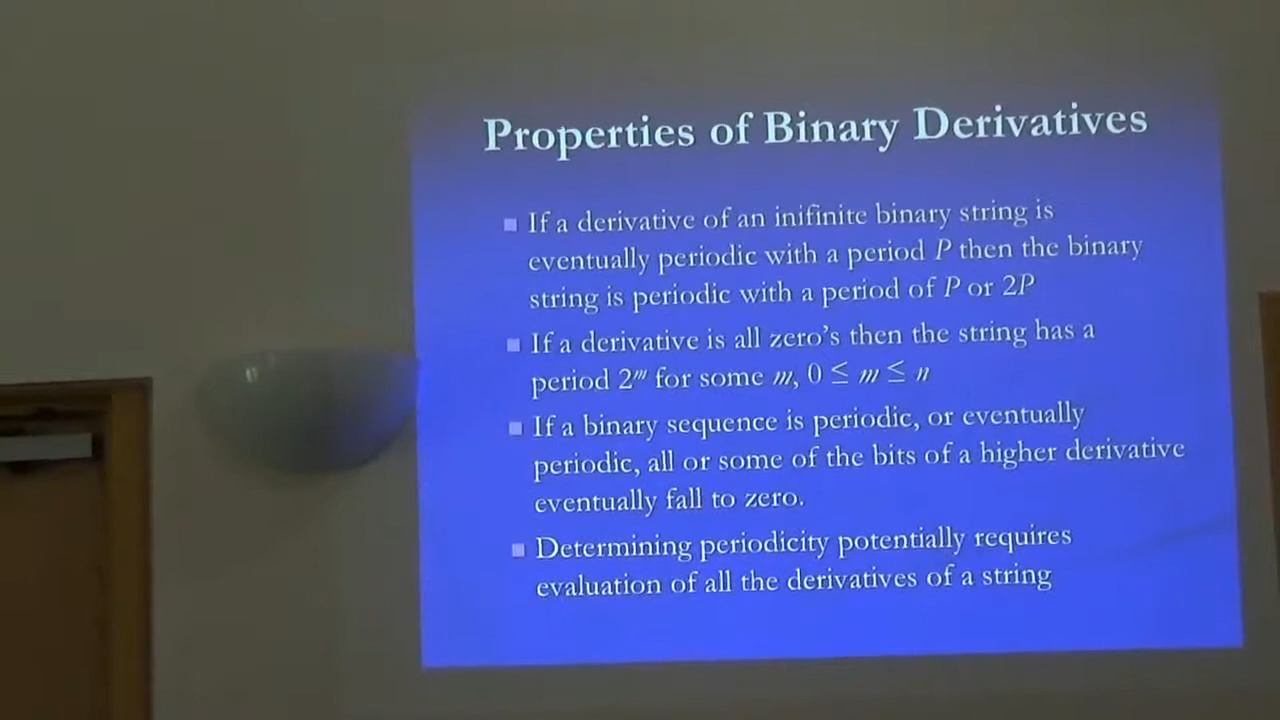 Properties of Binary Derivatives
If a derivative of an inifinite binary string is
eventually periodic with a period P then the binary
string is periodic with a period of P or 2P
If a derivative is all zero's then the string has a
period 2ᵐ for some m, 0 ≤ m ≤ n
If a binary sequence is periodic, or eventually
periodic, all or some of the bits of a higher derivative
eventually fall to zero.
Determining periodicity potentially requires
evaluation of all the derivatives of a string